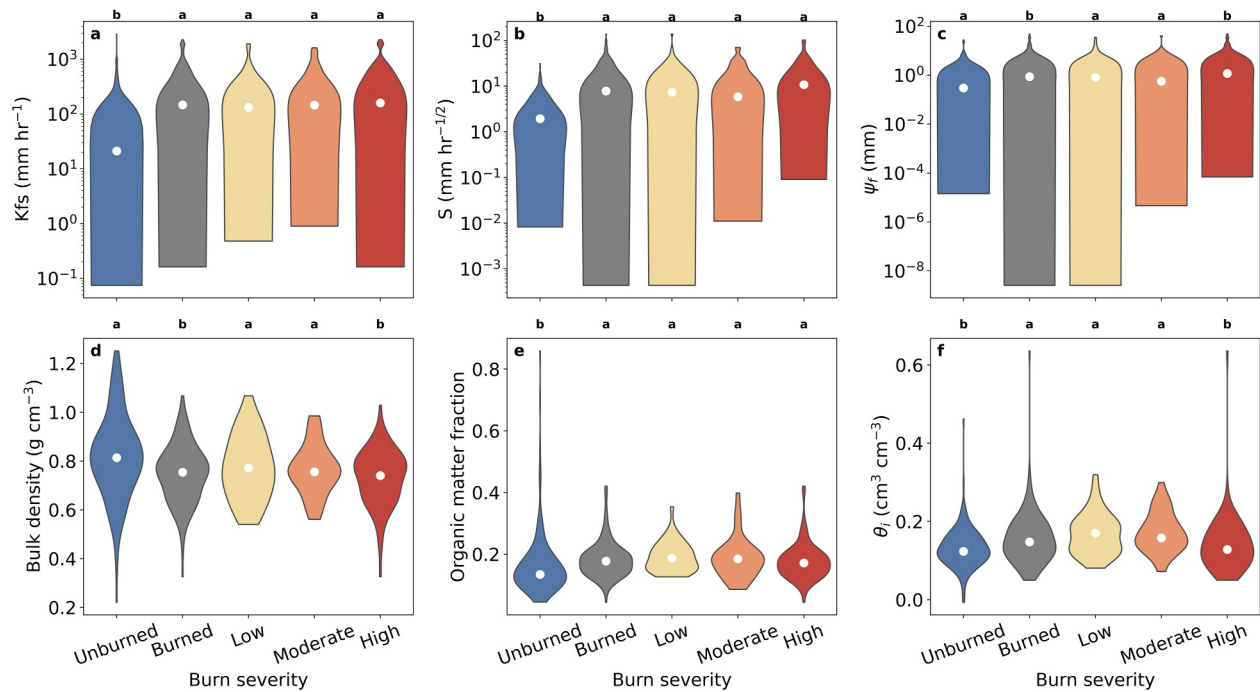 b a a a a
a
Kfs (mm hr⁻¹)
10³
10²
10¹
10⁰
10⁻¹
b a a a a
b
S (mm hr⁻¹ᐟ²)
10²
10¹
10⁰
10⁻¹
10⁻²
10⁻³
a b a a b
c
ψf (mm)
10²
10⁰
10⁻²
10⁻⁴
10⁻⁶
10⁻⁸
a b a a b
d
Bulk density (g cm⁻³)
1.2
1.0
0.8
0.6
0.4
0.2
Unburned Burned Low Moderate High
Burn severity
b a a a a
e
Organic matter fraction
0.8
0.6
0.4
0.2
Unburned Burned Low Moderate High
Burn severity
b a a a b
f
θi (cm³ cm⁻³)
0.6
0.4
0.2
0.0
Unburned Burned Low Moderate High
Burn severity